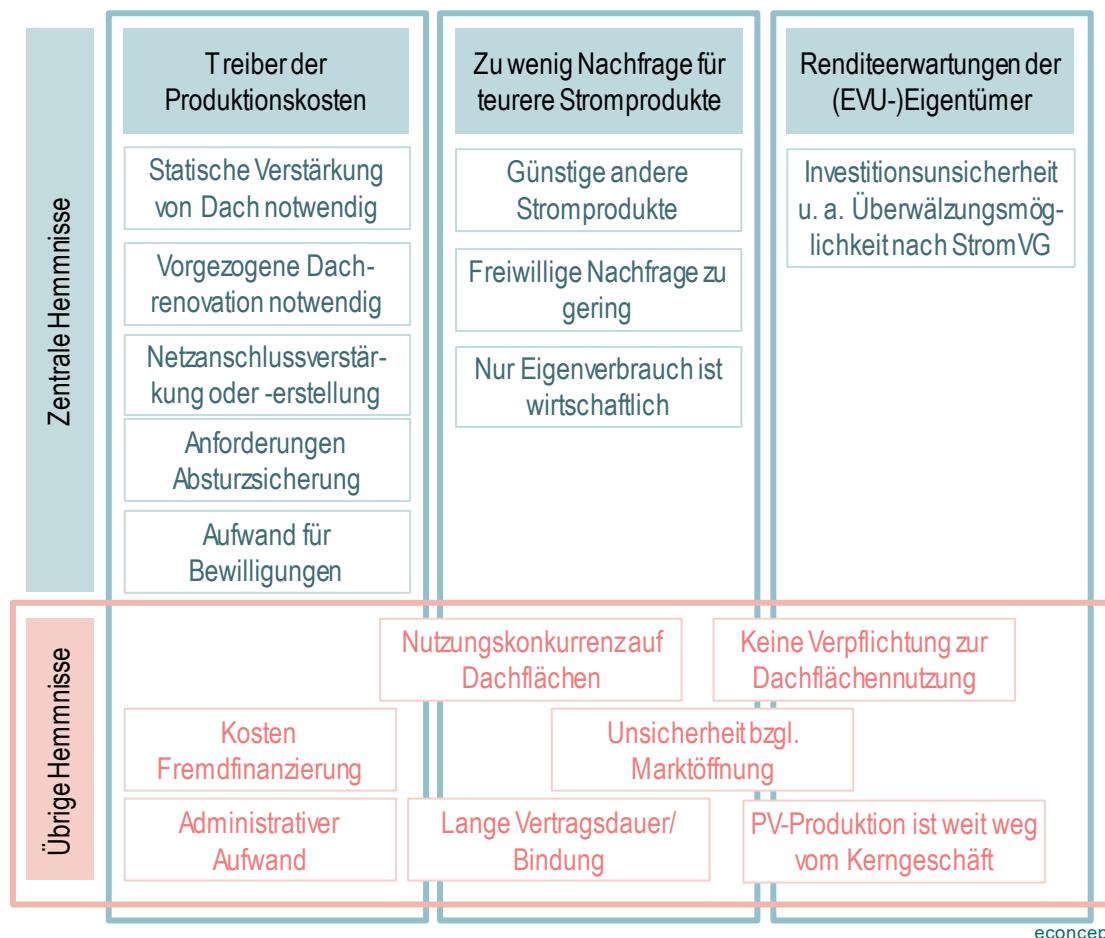 Zentrale Hemmnisse
Treiber der
Produktionskosten
Statische Verstärkung
von Dach notwendig
Vorgezogene Dach-
renovation notwendig
Netzanschlussverstär-
kung oder -erstellung
Anforderungen
Absturzsicherung
Aufwand für
Bewilligungen
Zu wenig Nachfrage für
teurere Stromprodukte
Günstige andere
Stromprodukte
Freiwillige Nachfrage zu
gering
Nur Eigenverbrauch ist
wirtschaftlich
Renditeerwartungen der
(EVU-)Eigentümer
Investitionsunsicherheit
u. a. Überwälzungsmög-
lichkeit nach StromVG
Übrige Hemmnisse
Nutzungskonkurrenz auf
Dachflächen
Keine Verpflichtung zur
Dachflächennutzung
Kosten
Fremdfinanzierung
Unsicherheit bzgl.
Marktöffnung
Administrativer
Aufwand
Lange Vertragsdauer/
Bindung
PV-Produktion ist weit weg
vom Kerngeschäft
econcep